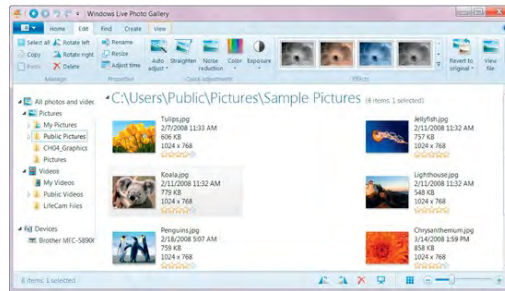 Windows Live Photo Gallery
Home Edit Find Create View
Select all Rotate left Rename
Copy Rotate right Resize
Paste Delete Adjust time
Auto adjust Straighten Noise reduction Color Exposure
Revert to original View file
Manage Properties Quick adjustments Effects
C:\Users\Public\Pictures\Sample Pictures (8 items: 1 selected)
All photos and videc
Pictures
My Pictures
Public Pictures
CH04_Graphics
Pictures
Videos
My Videos
Public Videos
LifeCam Files
Devices
Brother MFC-5890
Tulips.jpg
2/7/2008 11:33 AM
606 KB
1024 x 768
Jellyfish.jpg
2/11/2008 11:32 AM
757 KB
1024 x 768
Koala.jpg
2/11/2008 11:32 AM
779 KB
1024 x 768
Lighthouse.jpg
2/11/2008 11:32 AM
548 KB
1024 x 768
Penguins.jpg
2/18/2008 5:07 AM
759 KB
1024 x 768
Chrysanthemum.jpg
3/14/2008 1:59 PM
858 KB
1024 x 768
8 items: 1 selected